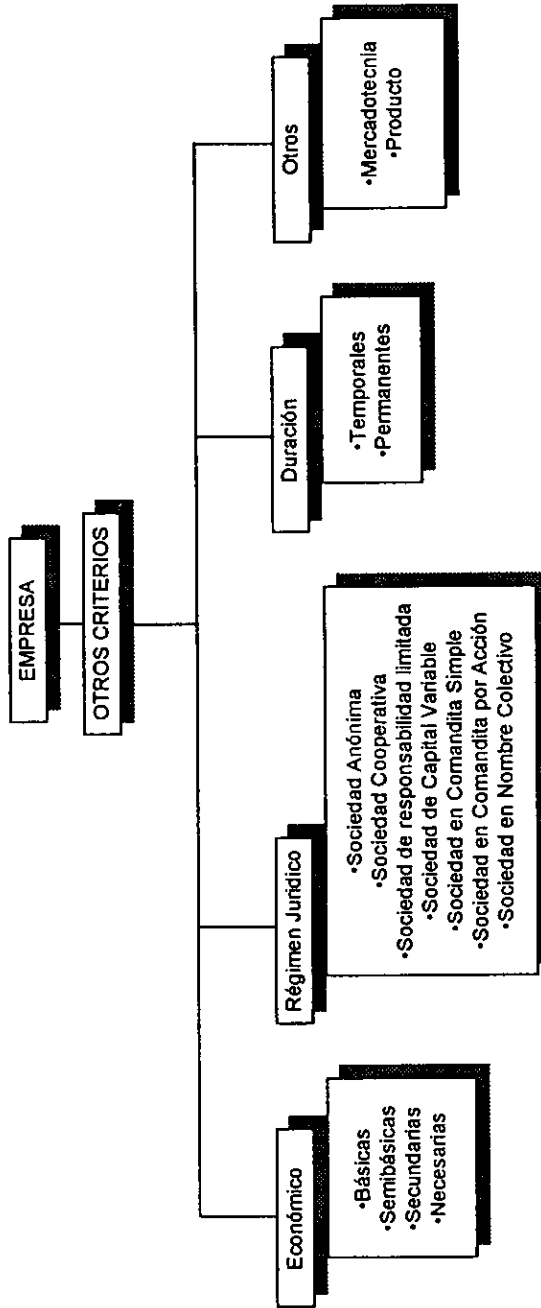 EMPRESA
OTROS CRITERIOS
Económico
•Básicas
•Semibásicas
•Secundarias
•Necesarias
Régimen Jurídico
•Sociedad Anónima
•Sociedad Cooperativa
•Sociedad de responsabilidad limitada
•Sociedad de Capital Variable
•Sociedad en Comandita Simple
•Sociedad en Comandita por Acción
•Sociedad en Nombre Colectivo
Duración
•Temporales
•Permanentes
Otros
•Mercadotecnia
•Producto